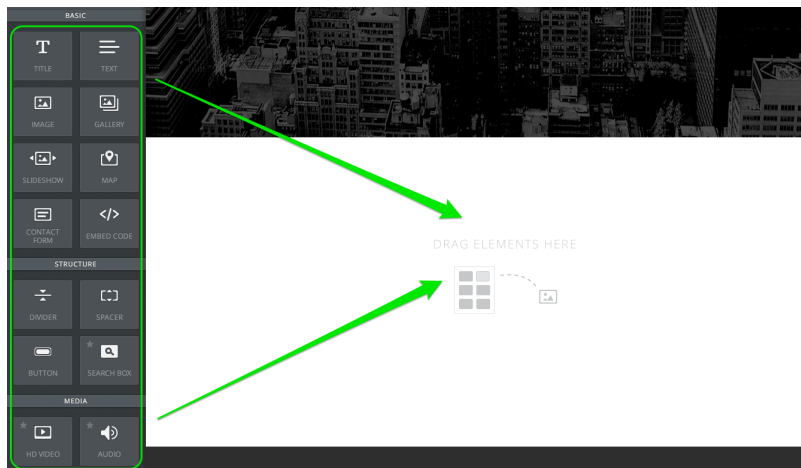 BASIC
TITLE
TEXT
IMAGE
GALLERY
SLIDESHOW
MAP
CONTACT
FORM
EMBED CODE
STRUCTURE
DIVIDER
SPACER
BUTTON
SEARCH BOX
MEDIA
HD VIDEO
AUDIO
DRAG ELEMENTS HERE